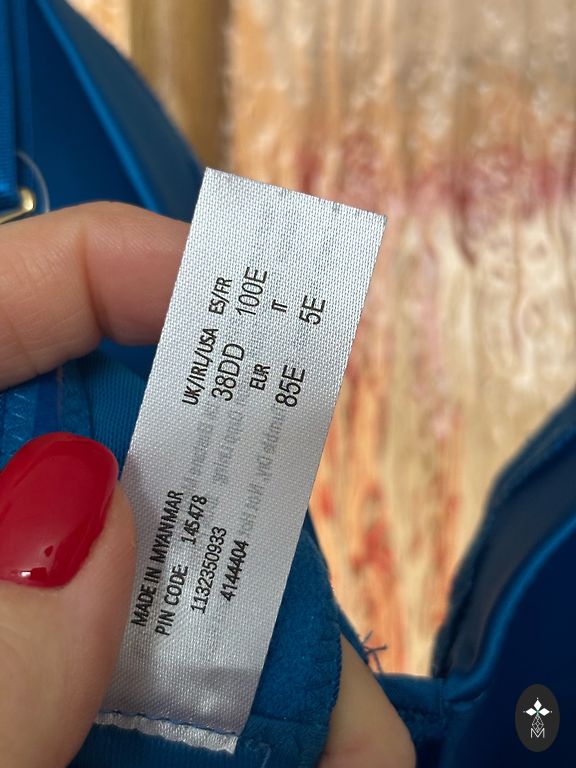 UK/IRL/USA ES/FR
38DD 100E
EUR IT
85E 5E
MADE IN MYANMAR
PIN CODE 145478
1132350933
4144404
M